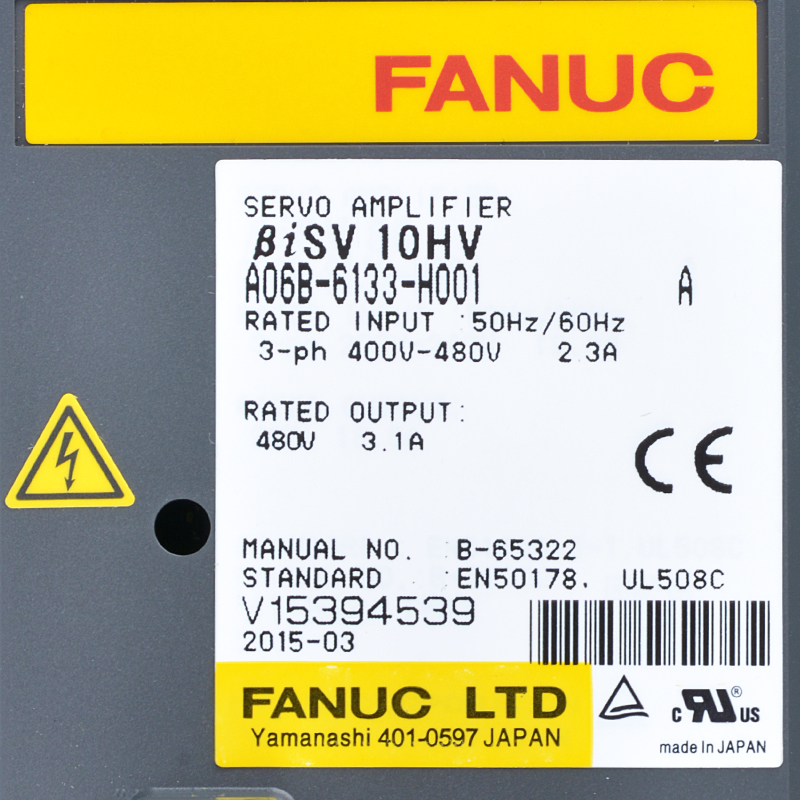 FANUC
SERVO AMPLIFIER
βiSV 10HV
A06B-6133-H001 A
RATED INPUT :50Hz/60Hz
3-ph 400V-480V 2.3A
RATED OUTPUT:
480V 3.1A
CE
MANUAL NO. :B-65322
STANDARD :EN50178, UL508C
V15394539
2015-03
FANUC LTD
Yamanashi 401-0597 JAPAN
c RU ® US
made In JAPAN